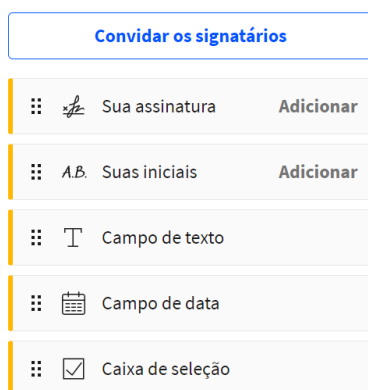 Convidar os signatários
Sua assinatura Adicionar
A.B. Suas iniciais Adicionar
Campo de texto
Campo de data
Caixa de seleção